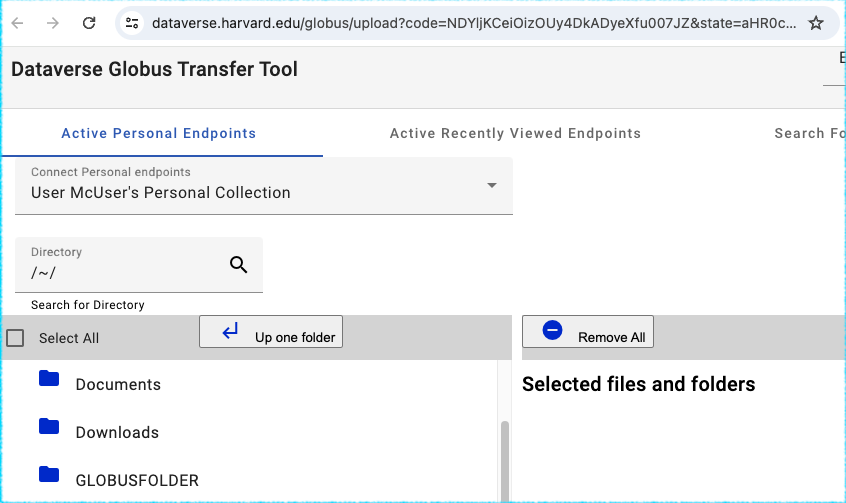 dataverse.harvard.edu/globus/upload?code=NDYljKCeiOizOUy4DkADyeXfu007JZ&state=aHR0c...
Dataverse Globus Transfer Tool
E
Active Personal Endpoints Active Recently Viewed Endpoints Search Fo
Connect Personal endpoints
User McUser's Personal Collection
Directory
/~/
Search for Directory
Select All Up one folder Remove All
Documents
Selected files and folders
Downloads
GLOBUSFOLDER